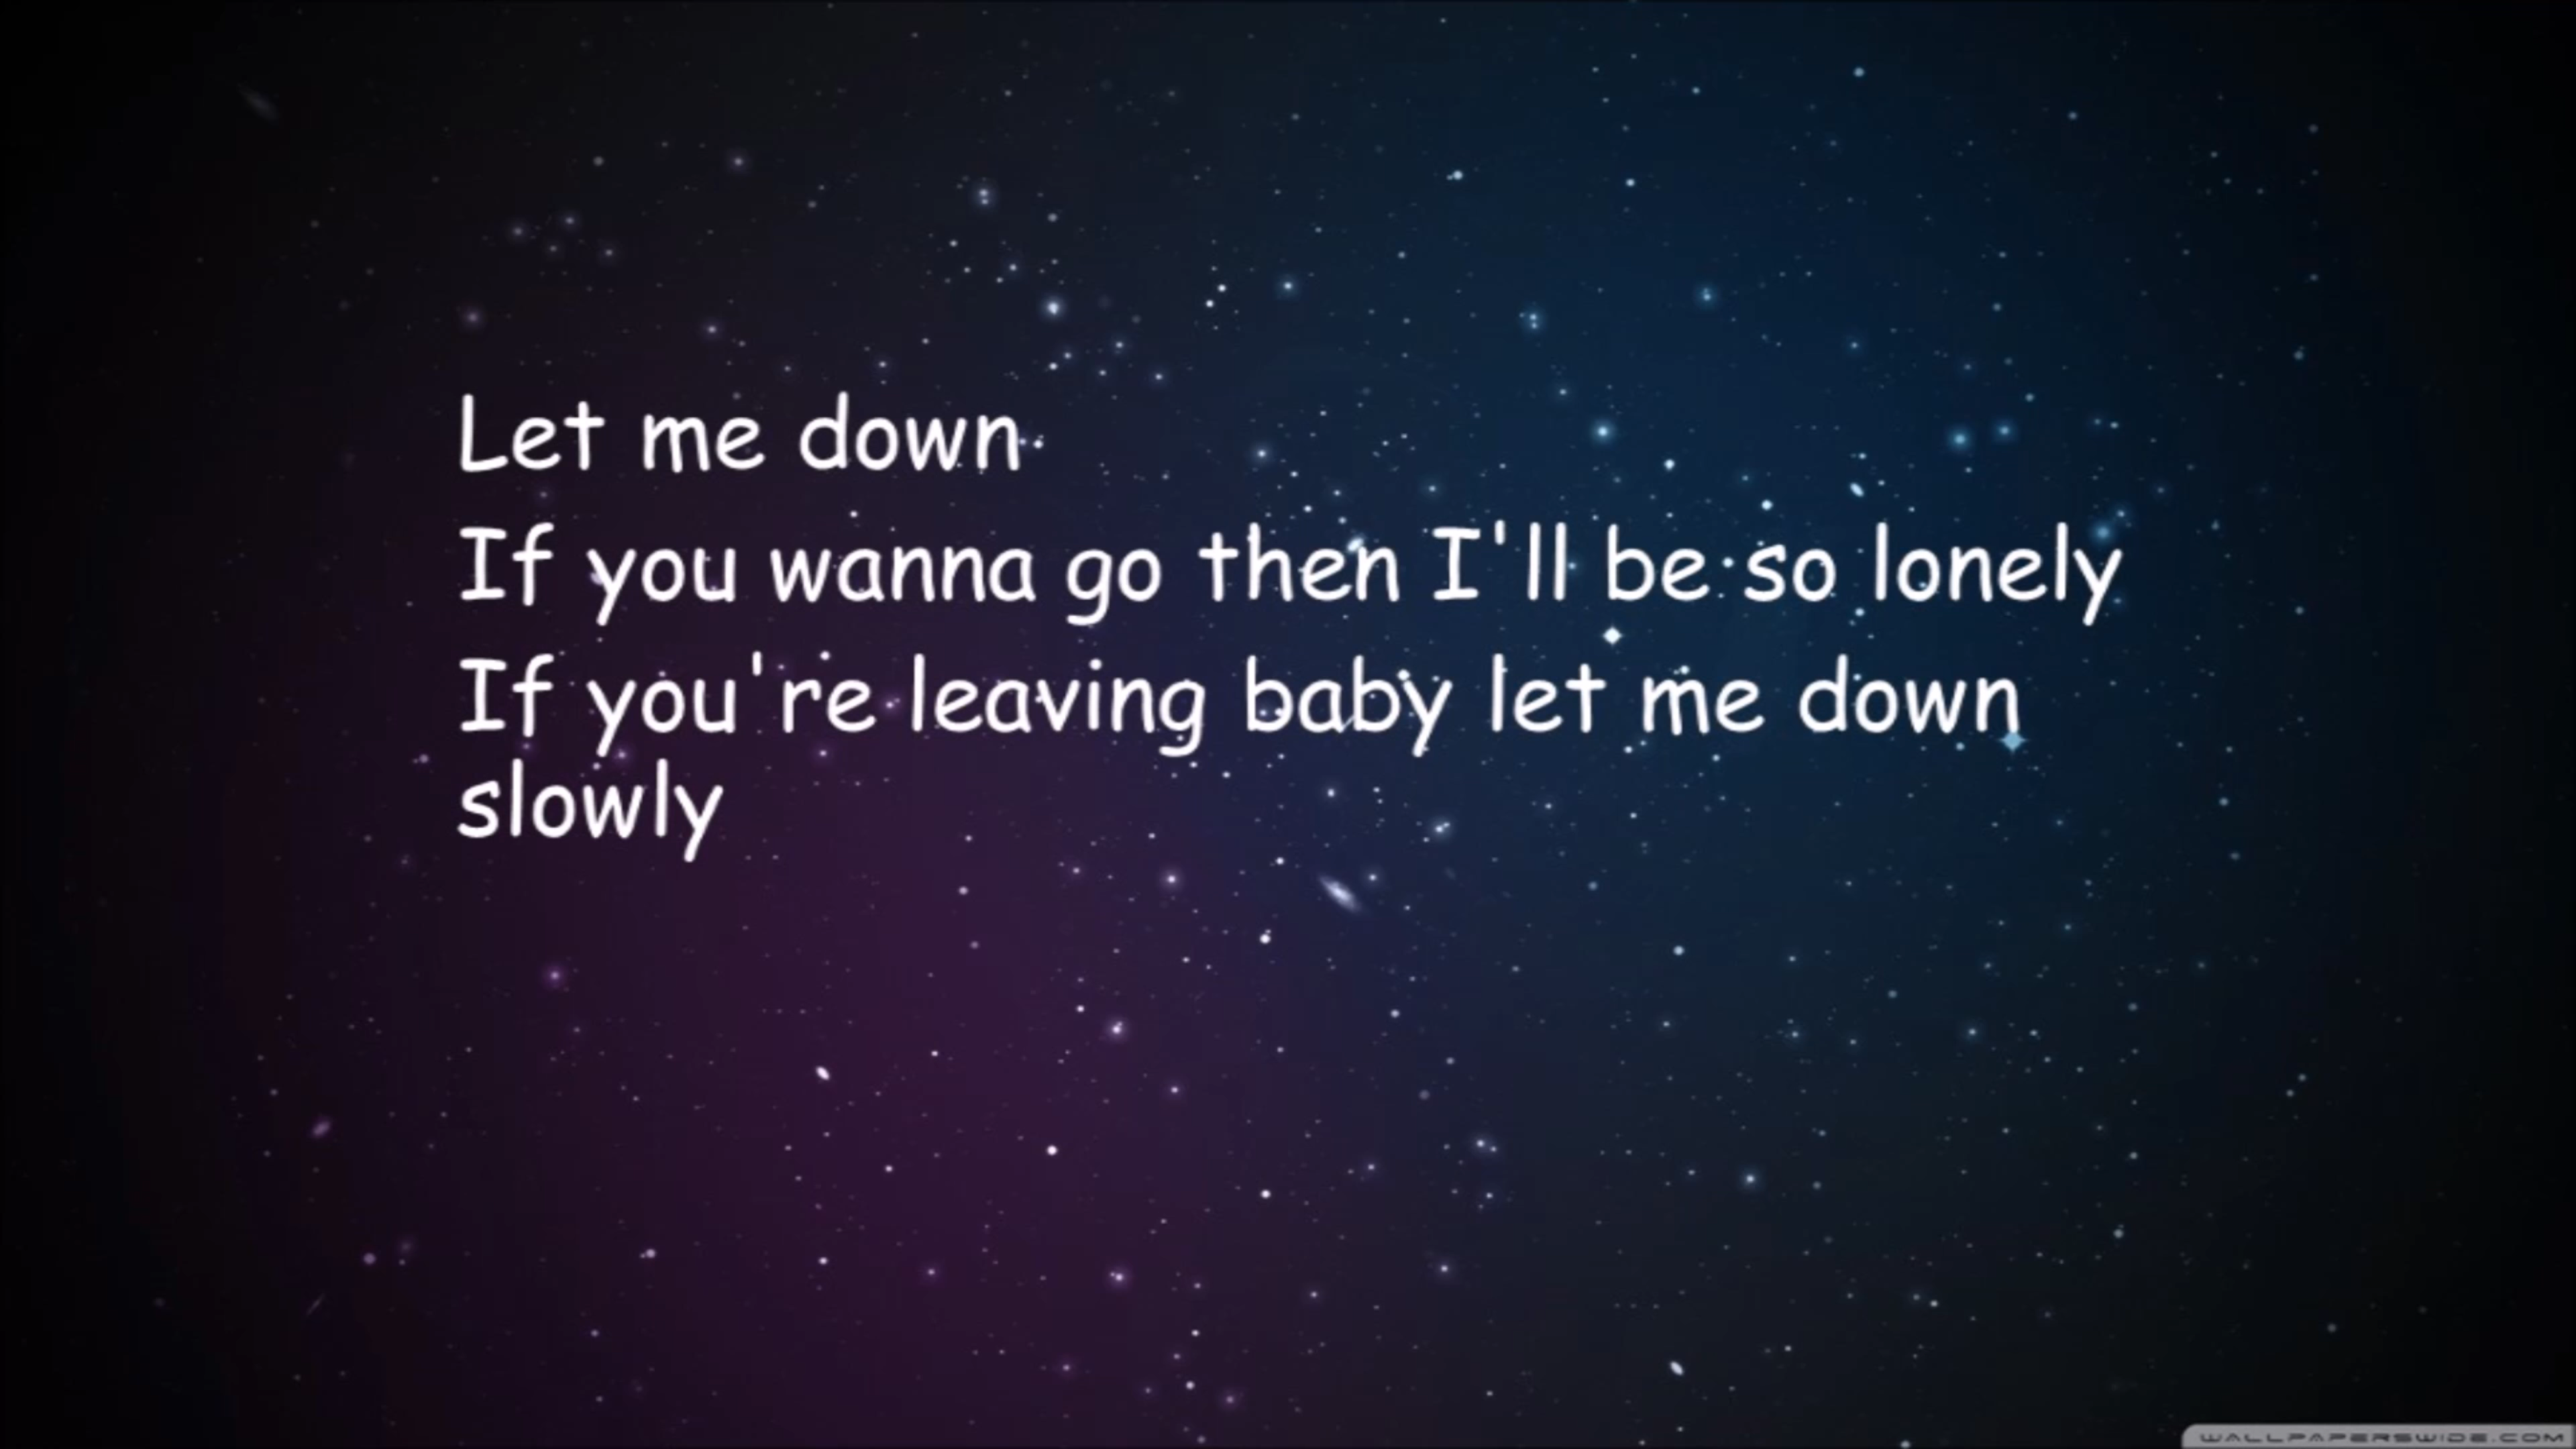 Let me down
If you wanna go then I'll be so lonely
If you're leaving baby let me down
slowly
WALLPAPERSWIDE.COM